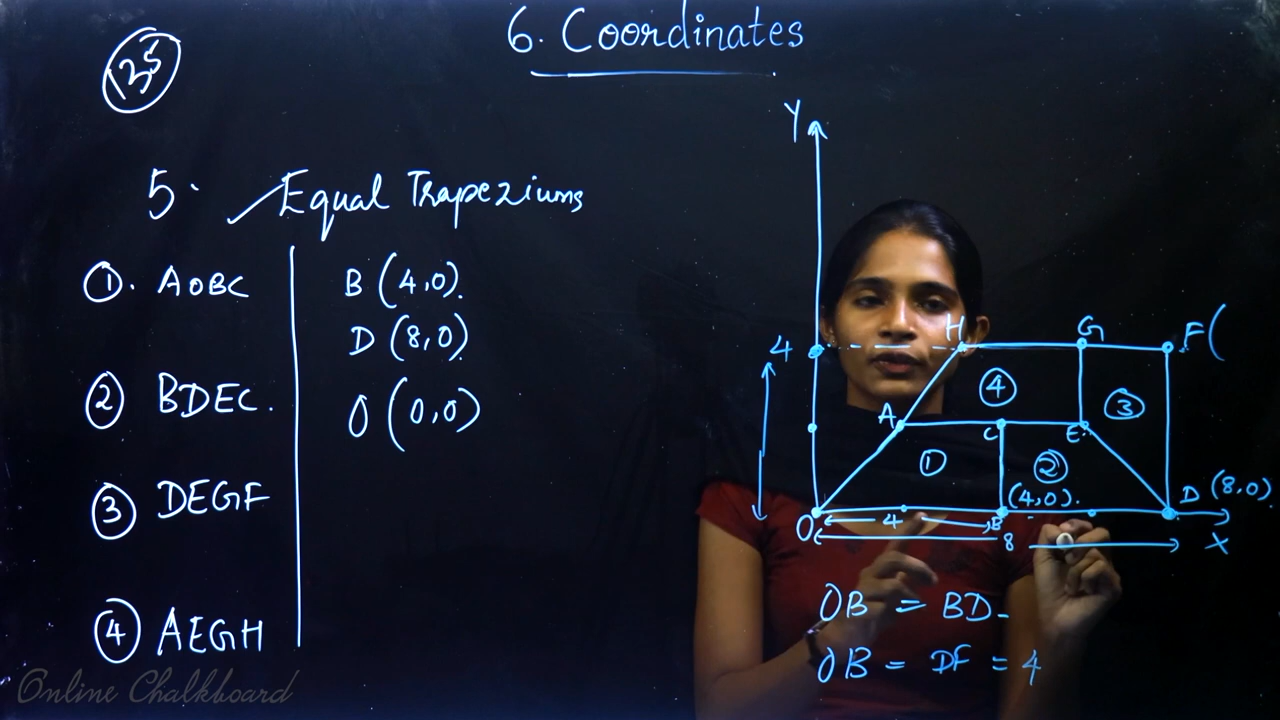 6. Coordinates
135
5. Equal Trapeziums
1. AOBC
2 BDEC.
3 DEGF
4 AEGH
B (4,0).
D (8,0)
O (0,0)
Y
4
H
G
F(
4
3
A
C
E
1
2
(4,0).
D (8,0)
O
4
B
8
X
OB = BD-
OB = DF = 4
Online Chalkboard